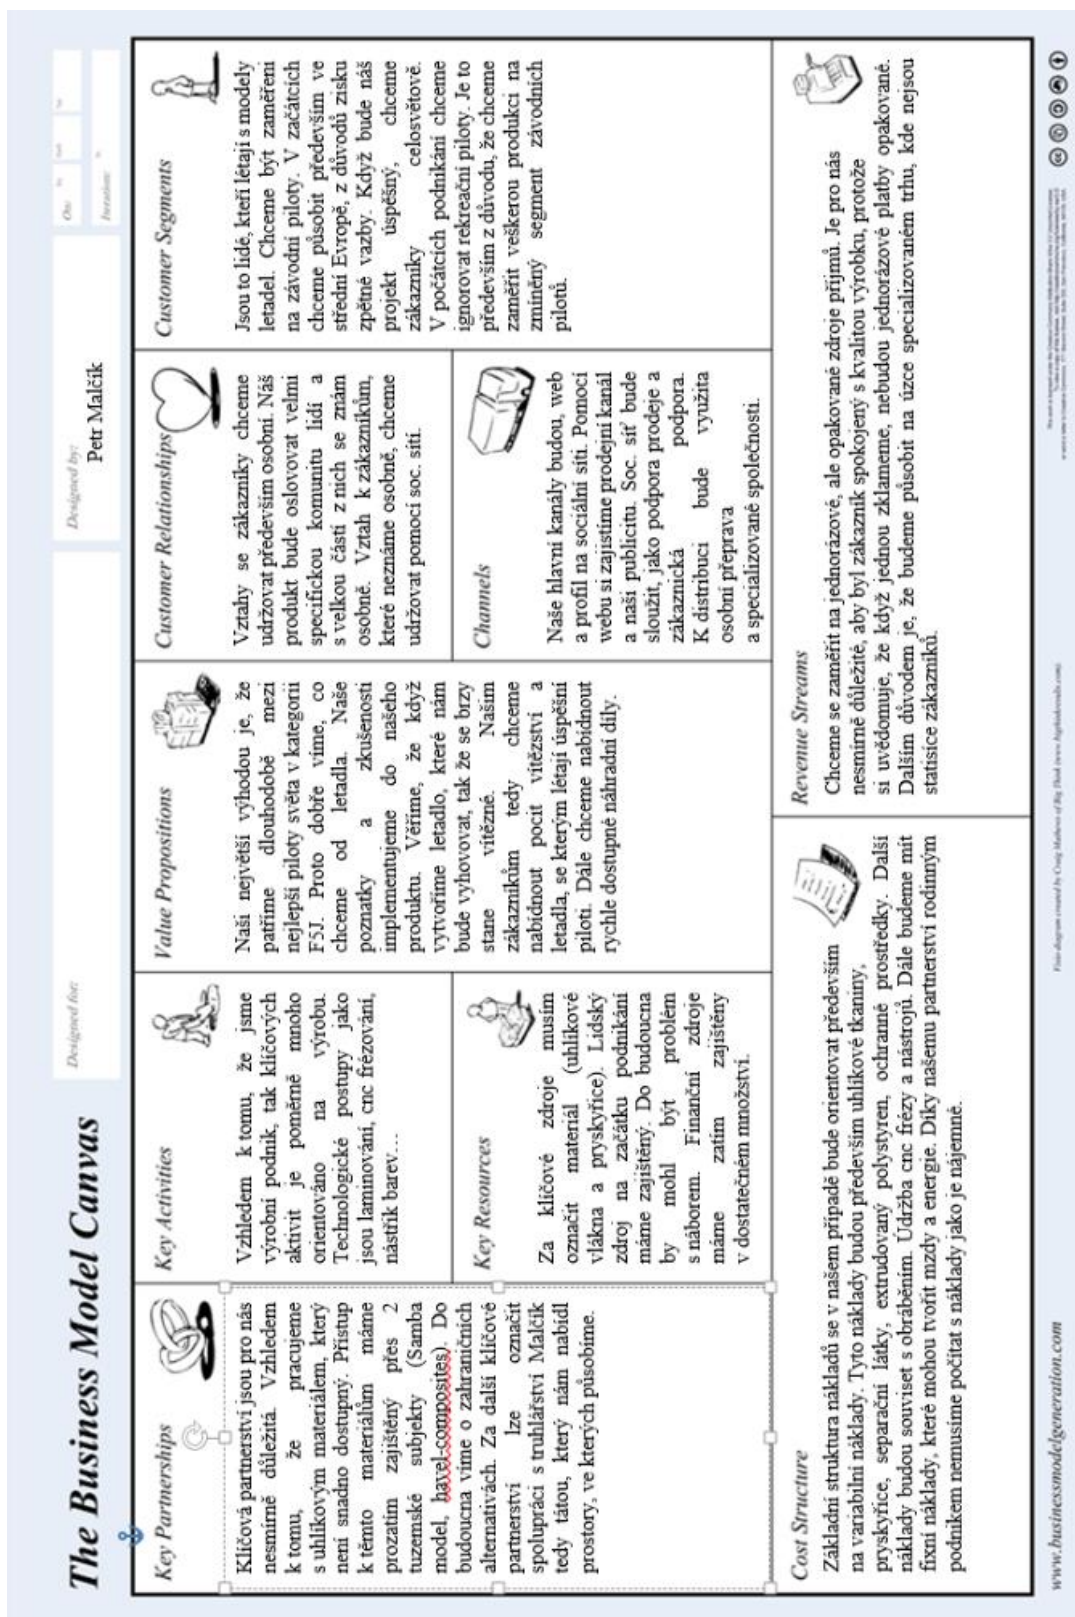 The Business Model Canvas
Designed for:
Designed by:
Petr Malčík
On:
Iteration:
Key Partnerships
Klíčová partnerství jsou pro nás
nesmírně důležitá. Vzhledem
k tomu, že pracujeme
s uhlíkovým materiálem, který
není snadno dostupný. Přístup
k těmto materiálům máme
prozatím zajištěný přes 2
tuzemské subjekty (Samba
model, havel-composites). Do
budoucna víme o zahraničních
alternativách. Za další klíčové
partnerství lze označit
spolupráci s truhlářství Malčík
tedy tátou, který nám nabídl
prostory, ve kterých působíme.
Key Activities
Vzhledem k tomu, že jsme
výrobní podnik, tak klíčových
aktivit je poměrně mnoho
orientováno na výrobu.
Technologické postupy jako
jsou laminování, cnc frézování,
nástřik barev…
Key Resources
Za klíčové zdroje musím
označit materiál (uhlíkové
vlákna a pryskyřice). Lidský
zdroj na začátku podnikání
máme zajištěný. Do budoucna
by mohl být problém
s náborem. Finanční zdroje
máme zatím zajištěny
v dostatečném množství.
Value Propositions
Naší největší výhodou je, že
patříme dlouhodobě mezi
nejlepší piloty světa v kategorii
F5J. Proto dobře víme, co
chceme od letadla. Naše
poznatky a zkušenosti
implementujeme do našeho
produktu. Věříme, že když
vytvoříme letadlo, které nám
bude vyhovovat, tak že se brzy
stane vítězné. Našim
zákazníkům tedy chceme
nabídnout pocit vítězství a
letadla, se kterým létají úspěšní
piloti. Dále chceme nabídnout
rychle dostupné náhradní díly.
Customer Relationships
Vztahy se zákazníky chceme
udržovat především osobní. Náš
produkt bude oslovovat velmi
specifickou komunitu lidí a
s velkou částí z nich se znám
osobně. Vztah k zákazníkům,
které neznáme osobně, chceme
udržovat pomocí soc. sítí.
Channels
Naše hlavní kanály budou, web
a profil na sociální síti. Pomocí
webu si zajistíme prodejní kanál
a naši publicitu. Soc. síť bude
sloužit, jako podpora prodeje a
zákaznická podpora.
K distribuci bude využita
osobní přeprava
a specializované společnosti.
Customer Segments
Jsou to lidé, kteří létají s modely
letadel. Chceme být zaměřeni
na závodní piloty. V začátcích
chceme působit především ve
střední Evropě, z důvodů zisku
zpětné vazby. Když bude náš
projekt úspěšný, chceme
zákazníky celosvětově.
V počátcích podnikání chceme
ignorovat rekreační piloty. Je to
především z důvodu, že chceme
zaměřit veškerou produkci na
zmíněný segment závodních
pilotů.
Cost Structure
Základní struktura nákladů se v našem případě bude orientovat především
na variabilní náklady. Tyto náklady budou především uhlíkové tkaniny,
pryskyřice, separační látky, extrudovaný polystyren, ochranné prostředky. Další
náklady budou souviset s obráběním. Udržba cnc frézy a nástrojů. Dále budeme mít
fixní náklady, které mohou tvořit mzdy a energie. Díky našemu partnerství rodinným
podnikem nemusíme počítat s náklady jako je nájemné.
Revenue Streams
Chceme se zaměřit na jednorázové, ale opakované zdroje příjmů. Je pro nás
nesmírně důležité, aby byl zákazník spokojený s kvalitou výrobku, protože
si uvědomuje, že když jednou zklameme, nebudou jednorázové platby opakované.
Dalším důvodem je, že budeme působit na úzce specializovaném trhu, kde nejsou
statisíce zákazníků.
www.businessmodelgeneration.com